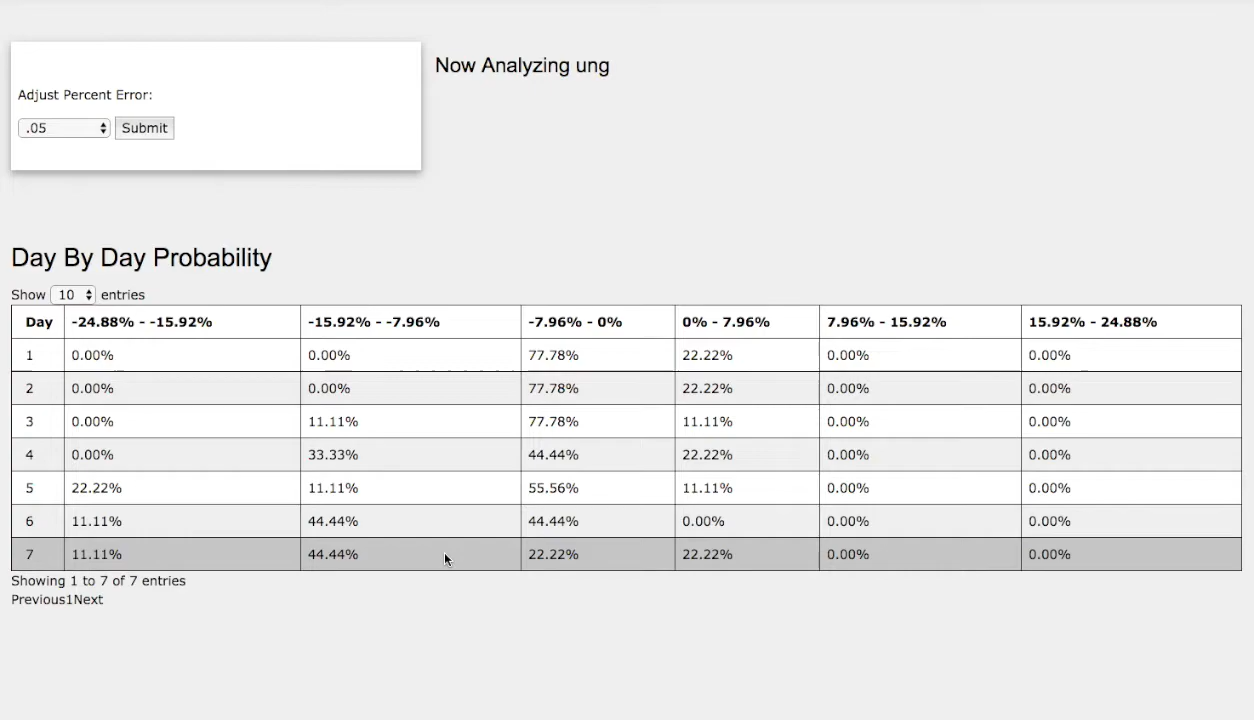 Now Analyzing ung
Adjust Percent Error:
.05 Submit
Day By Day Probability
Show 10 entries
Day -24.88% - -15.92% -15.92% - -7.96% -7.96% - 0% 0% - 7.96% 7.96% - 15.92% 15.92% - 24.88%
1 0.00% 0.00% 77.78% 22.22% 0.00% 0.00%
2 0.00% 0.00% 77.78% 22.22% 0.00% 0.00%
3 0.00% 11.11% 77.78% 11.11% 0.00% 0.00%
4 0.00% 33.33% 44.44% 22.22% 0.00% 0.00%
5 22.22% 11.11% 55.56% 11.11% 0.00% 0.00%
6 11.11% 44.44% 44.44% 0.00% 0.00% 0.00%
7 11.11% 44.44% 22.22% 22.22% 0.00% 0.00%
Showing 1 to 7 of 7 entries
Previous1Next